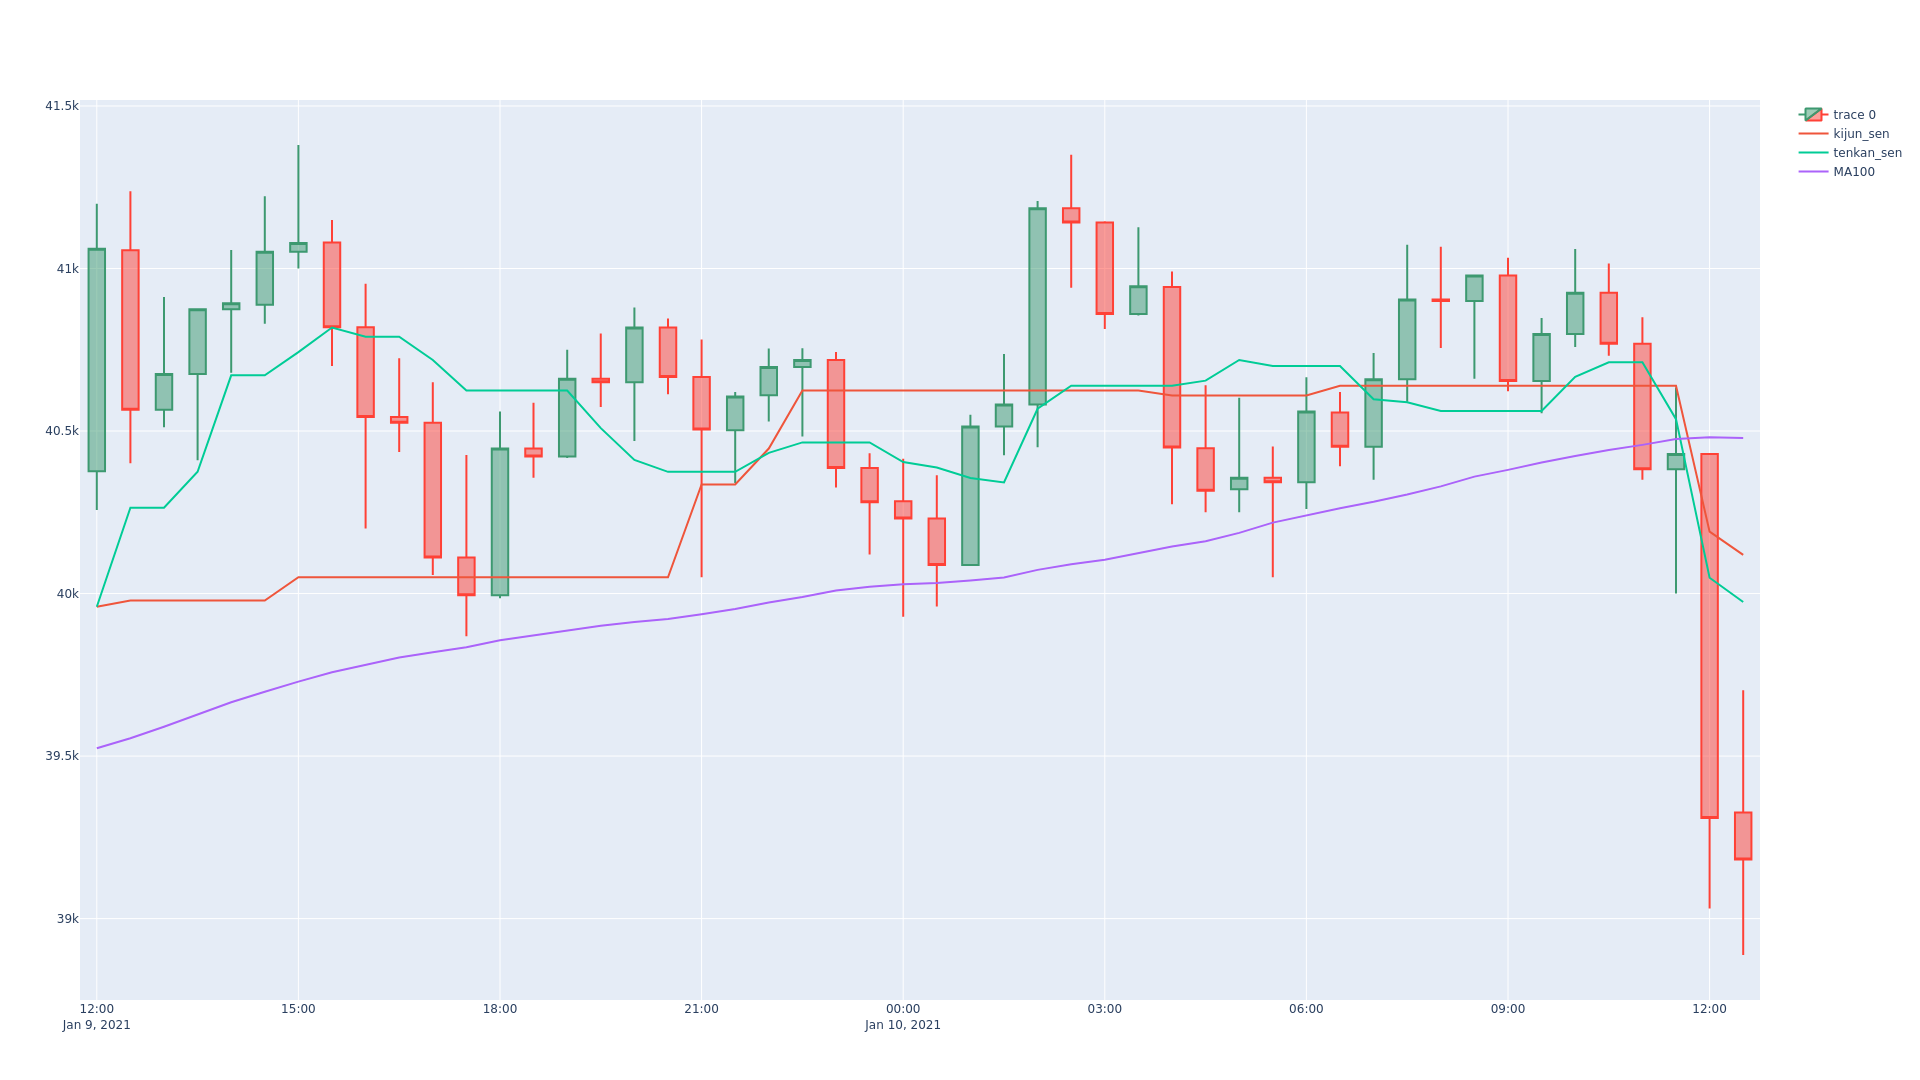 41.5k
41k
40.5k
40k
39.5k
39k
12:00
Jan 9, 2021
15:00
18:00
21:00
00:00
Jan 10, 2021
03:00
06:00
09:00
12:00
trace 0
kijun_sen
tenkan_sen
MA100